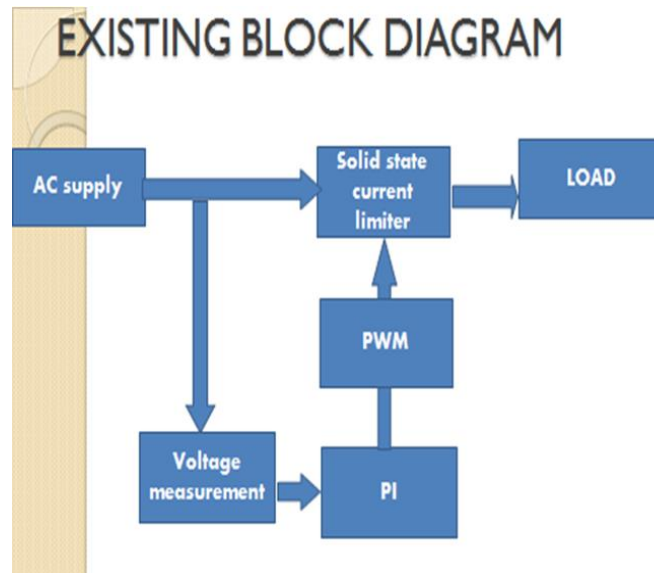 EXISTING BLOCK DIAGRAM
AC supply
Solid state
current
limiter
LOAD
PWM
Voltage
measurement
PI